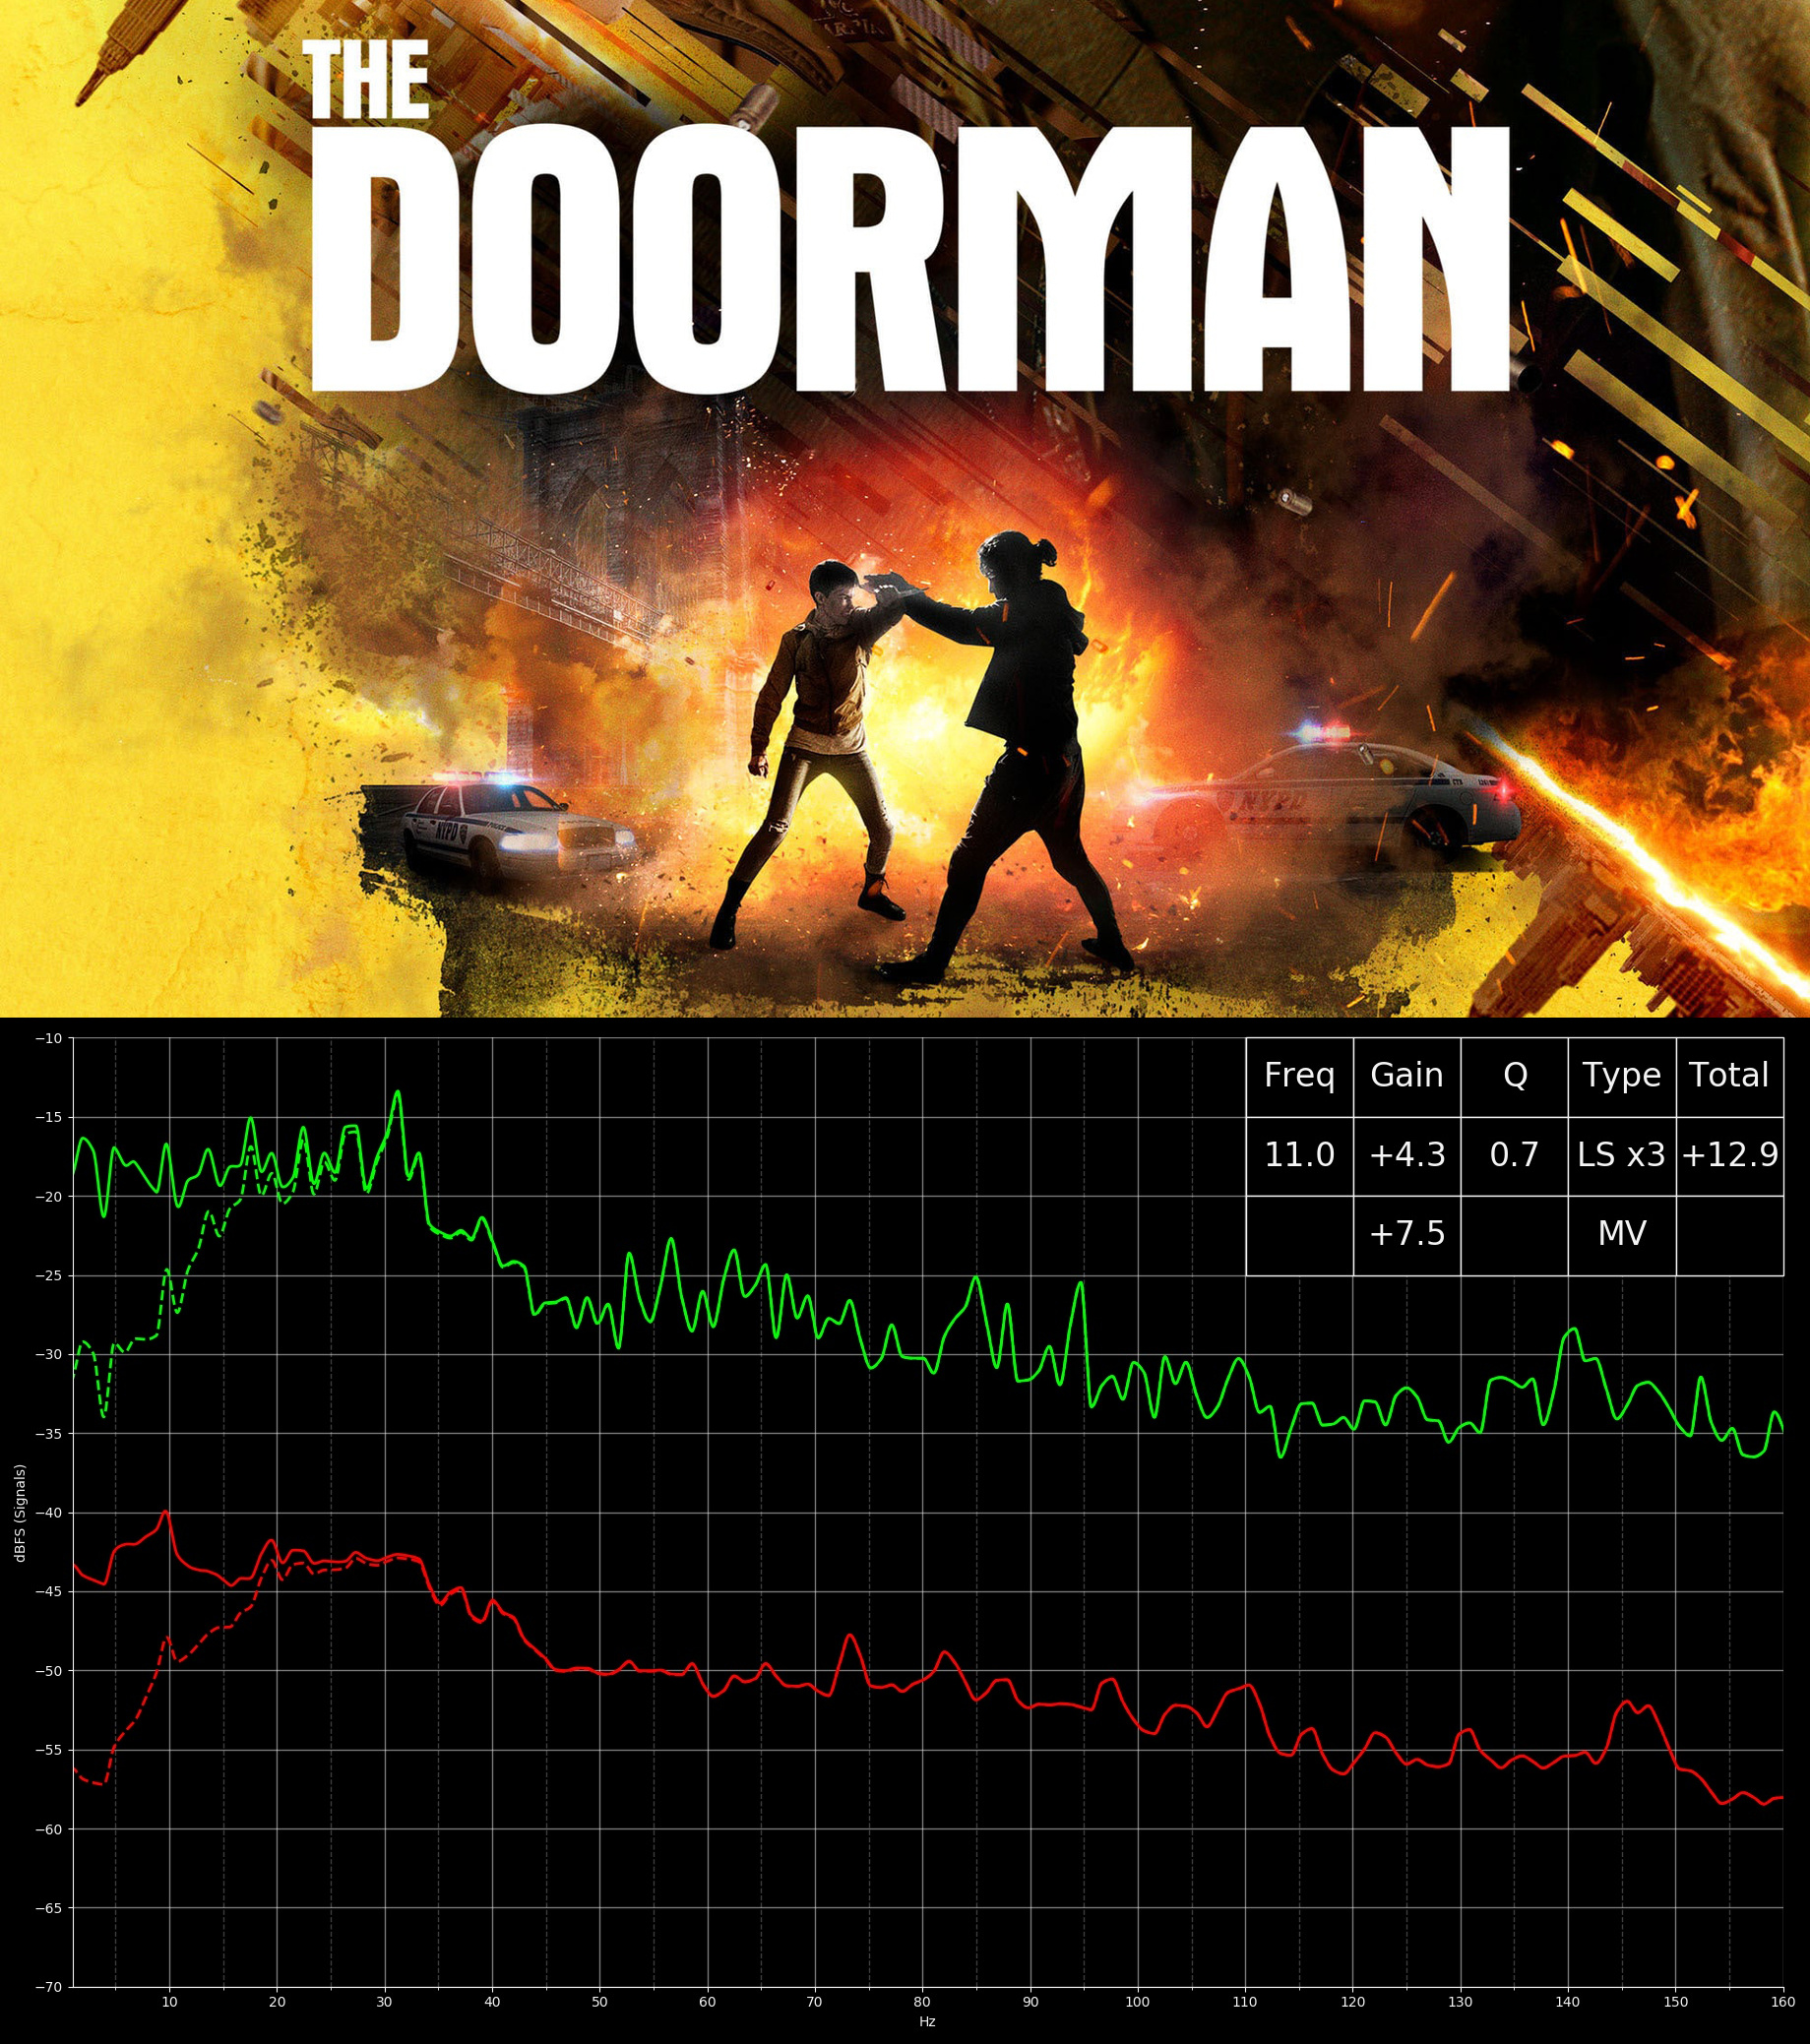 THE
DOORMAN
NYPD
NYPD
Freq Gain Q Type Total
11.0 +4.3 0.7 LS x3 +12.9
+7.5 MV
−10
−15
−20
−25
−30
−35
−40
−45
−50
−55
−60
−65
−70
dBFS (Signals)
10 20 30 40 50 60 70 80 90 100 110 120 130 140 150 160
Hz